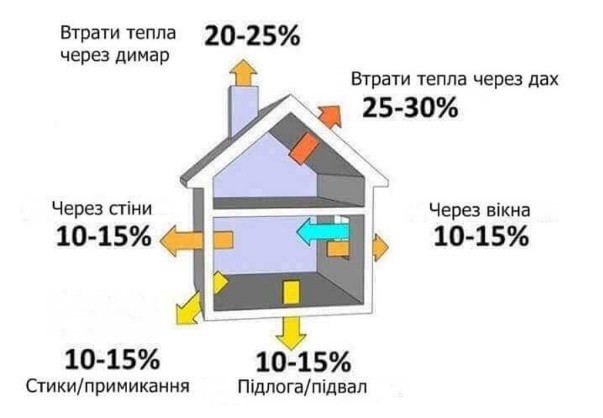 Втрати тепла
через димар
20-25%
Втрати тепла через дах
25-30%
Через стіни
10-15%
Через вікна
10-15%
10-15%
Стики/примикання
10-15%
Підлога/підвал